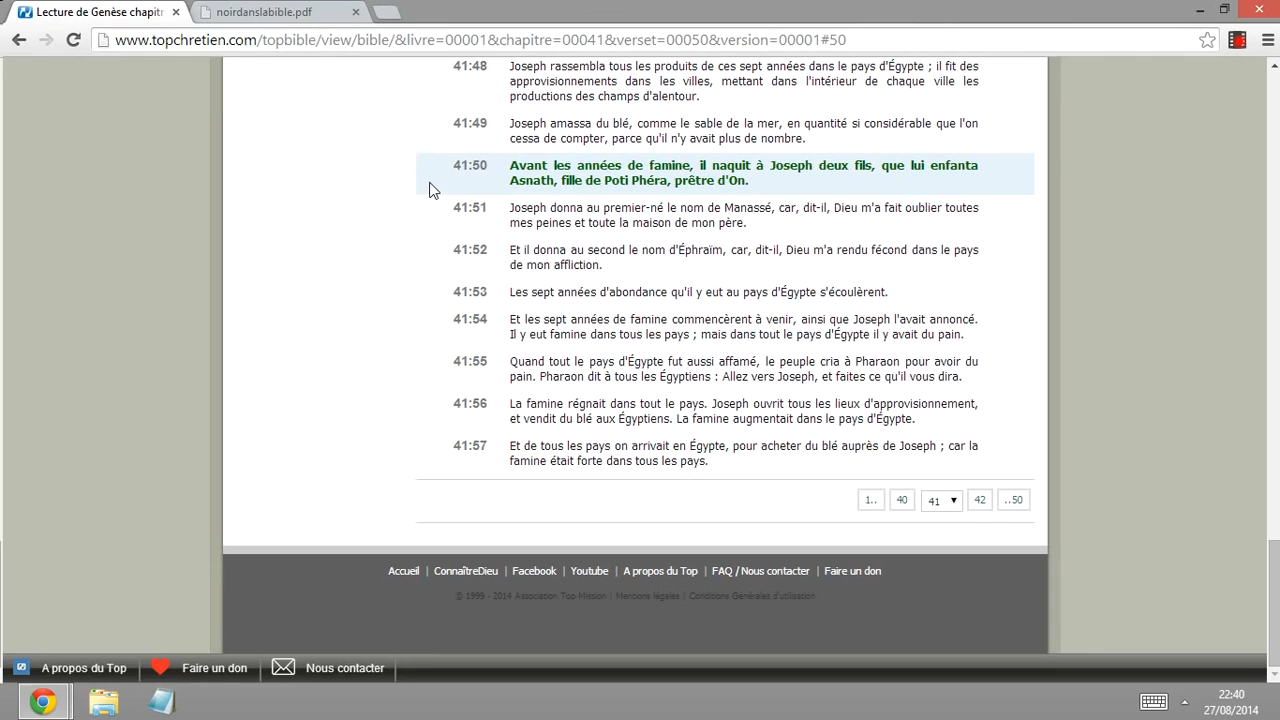 Lecture de Genèse chapitr
noirdanslabible.pdf
www.topchretien.com/topbible/view/bible/&livre=00001&chapitre=00041&verset=00050&version=00001#50
41:48 Joseph rassembla tous les produits de ces sept années dans le pays d'Égypte ; il fit des
approvisionnements dans les villes, mettant dans l'intérieur de chaque ville les
productions des champs d'alentour.
41:49 Joseph amassa du blé, comme le sable de la mer, en quantité si considérable que l'on
cessa de compter, parce qu'il n'y avait plus de nombre.
41:50 Avant les années de famine, il naquit à Joseph deux fils, que lui enfanta
Asnath, fille de Poti Phéra, prêtre d'On.
41:51 Joseph donna au premier-né le nom de Manassé, car, dit-il, Dieu m'a fait oublier toutes
mes peines et toute la maison de mon père.
41:52 Et il donna au second le nom d'Éphraïm, car, dit-il, Dieu m'a rendu fécond dans le pays
de mon affliction.
41:53 Les sept années d'abondance qu'il y eut au pays d'Égypte s'écoulèrent.
41:54 Et les sept années de famine commencèrent à venir, ainsi que Joseph l'avait annoncé.
Il y eut famine dans tous les pays ; mais dans tout le pays d'Égypte il y avait du pain.
41:55 Quand tout le pays d'Égypte fut aussi affamé, le peuple cria à Pharaon pour avoir du
pain. Pharaon dit à tous les Égyptiens : Allez vers Joseph, et faites ce qu'il vous dira.
41:56 La famine régnait dans tout le pays. Joseph ouvrit tous les lieux d'approvisionnement,
et vendit du blé aux Égyptiens. La famine augmentait dans le pays d'Égypte.
41:57 Et de tous les pays on arrivait en Égypte, pour acheter du blé auprès de Joseph ; car la
famine était forte dans tous les pays.
1.. 40 41 42 ..50
Accueil | ConnaîtreDieu | Facebook | Youtube | A propos du Top | FAQ / Nous contacter | Faire un don
© 1999 - 2014 Association Top Mission | Mentions légales | Conditions Générales d'utilisation
A propos du Top Faire un don Nous contacter
22:40
27/08/2014